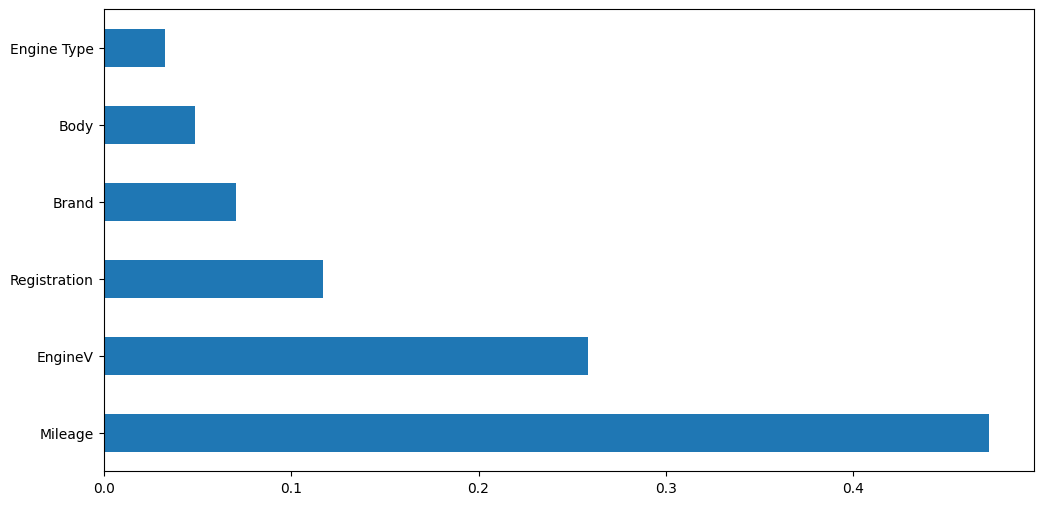 Engine Type
Body
Brand
Registration
EngineV
Mileage
0.0 0.1 0.2 0.3 0.4